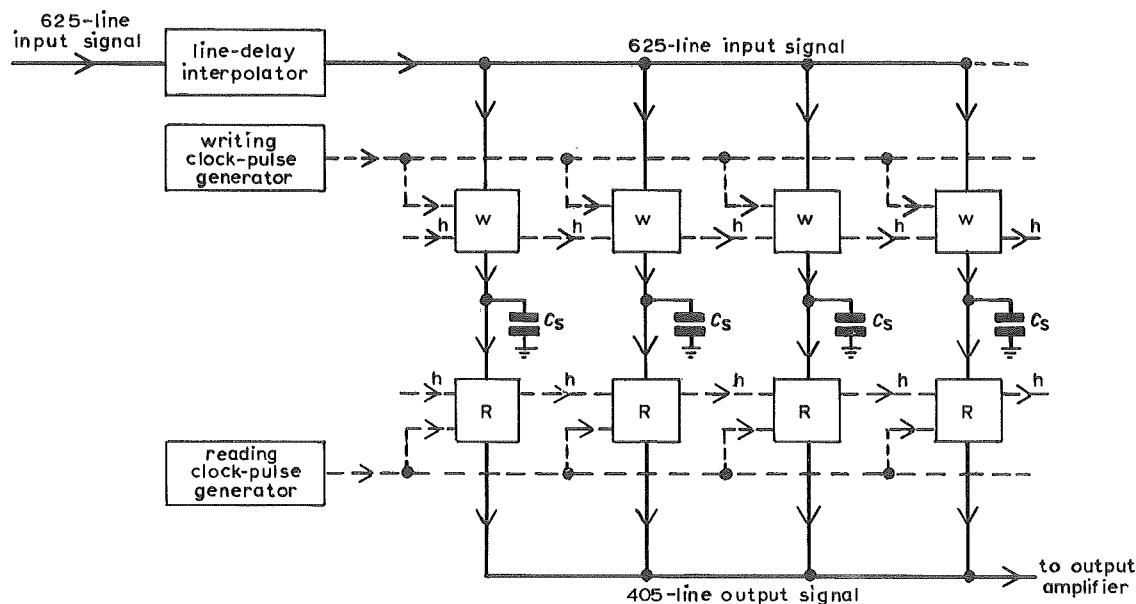 625-line
input signal
line-delay
interpolator
625-line input signal
writing
clock-pulse
generator
W W W W
h h h h h
Cs Cs Cs Cs
h h h h h
R R R R
reading
clock-pulse
generator
405-line output signal
to output
amplifier